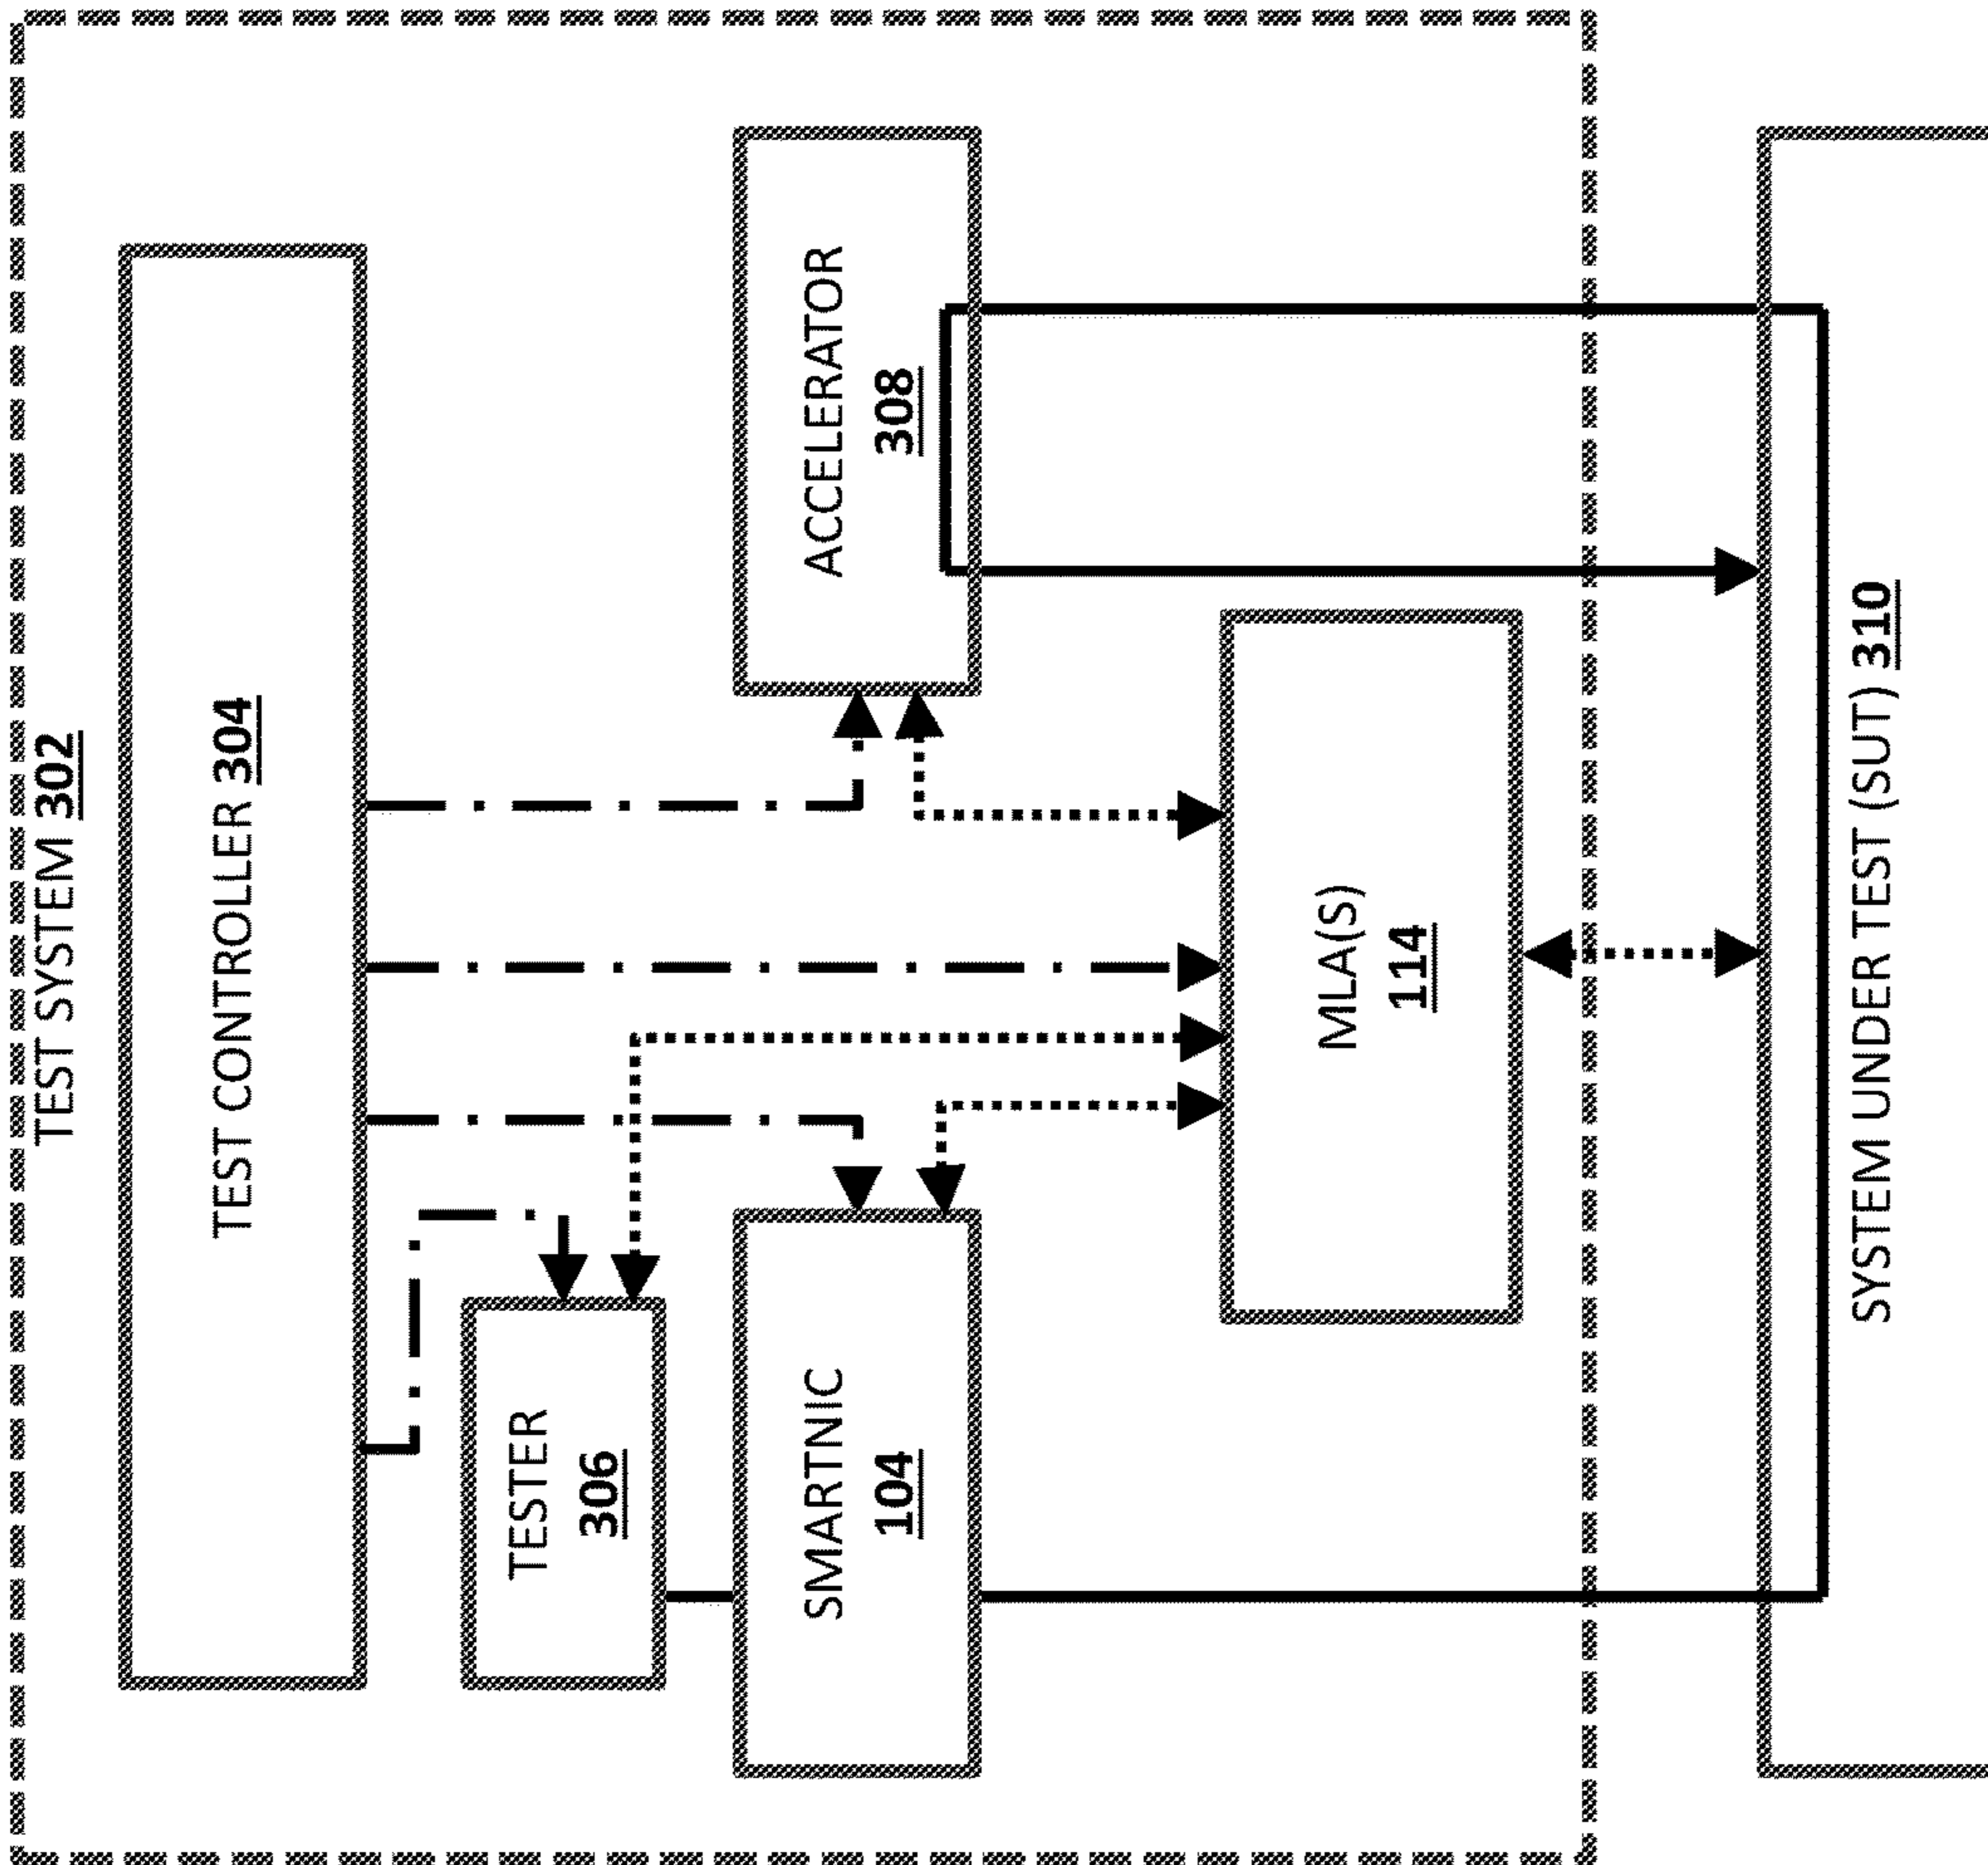 TEST SYSTEM 302
TEST CONTROLLER 304
TESTER
306
SMARTNIC
104
ACCELERATOR
308
MLA(S)
114
SYSTEM UNDER TEST (SUT) 310